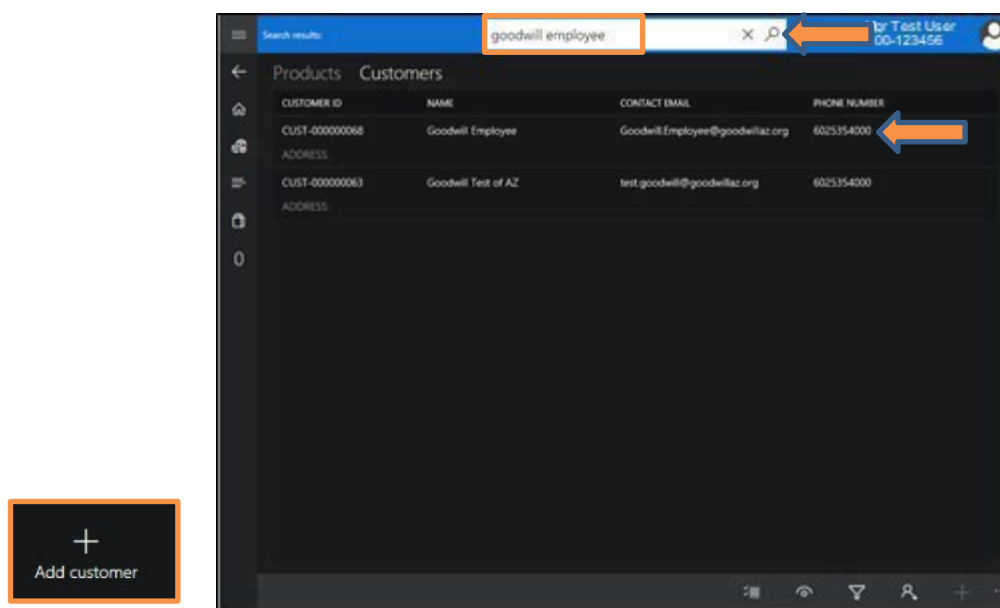 Search results:
goodwill employee
Test User
00-123456
Products Customers
CUSTOMER ID NAME CONTACT EMAIL PHONE NUMBER
CUST-000000068 Goodwill Employee Goodwill.Employee@goodwillaz.org 6025354000
ADDRESS:
CUST-000000063 Goodwill Test of AZ test.goodwill@goodwillaz.org 6025354000
ADDRESS:
0
Add customer